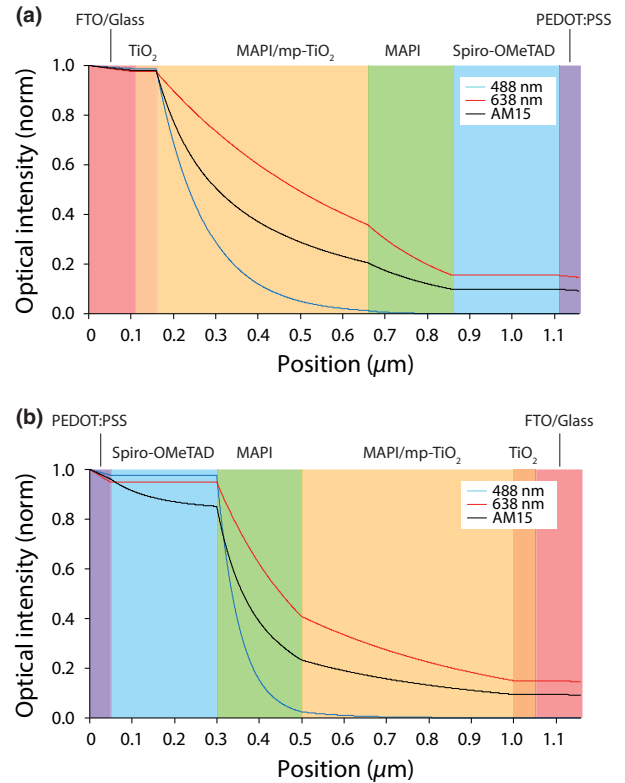 (a)
FTO/Glass
PEDOT:PSS
TiO₂
MAPI/mp-TiO₂
MAPI
Spiro-OMeTAD
1.0
0.8
0.6
0.4
0.2
0.0
Optical intensity (norm)
488 nm
638 nm
AM15
0 0.1 0.2 0.3 0.4 0.5 0.6 0.7 0.8 0.9 1.0 1.1
Position (μm)
(b)
PEDOT:PSS
FTO/Glass
Spiro-OMeTAD
MAPI
MAPI/mp-TiO₂
TiO₂
1.0
0.8
0.6
0.4
0.2
0.0
Optical intensity (norm)
488 nm
638 nm
AM15
0 0.1 0.2 0.3 0.4 0.5 0.6 0.7 0.8 0.9 1.0 1.1
Position (μm)